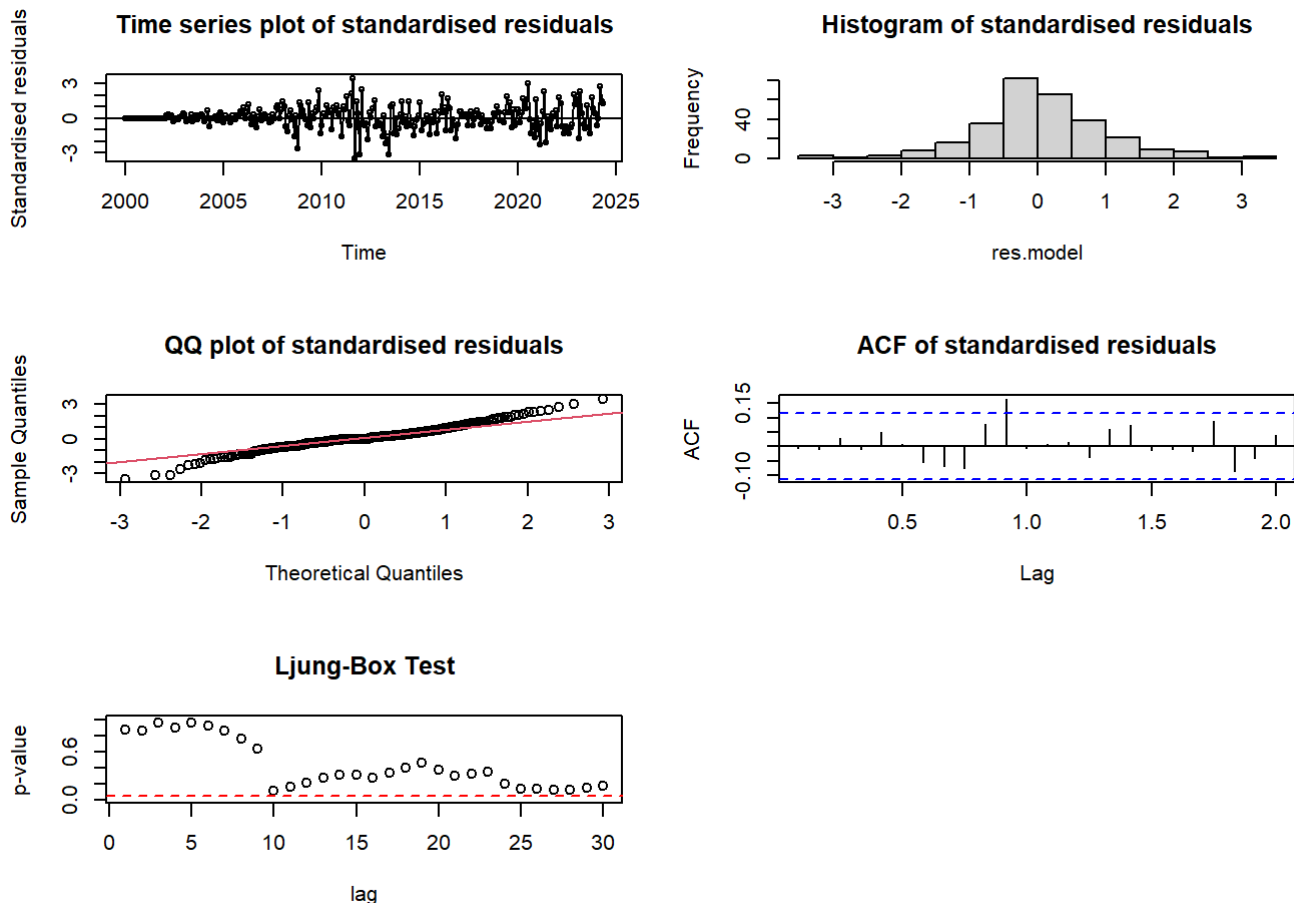 Time series plot of standardised residuals
Standardised residuals
3
0
-3
2000 2005 2010 2015 2020 2025
Time
Histogram of standardised residuals
Frequency
40
0
-3 -2 -1 0 1 2 3
res.model
QQ plot of standardised residuals
Sample Quantiles
3
0
-3
-3 -2 -1 0 1 2 3
Theoretical Quantiles
ACF of standardised residuals
ACF
0.15
-0.10
0.5 1.0 1.5 2.0
Lag
Ljung-Box Test
p-value
0.6
0.0
0 5 10 15 20 25 30
lag